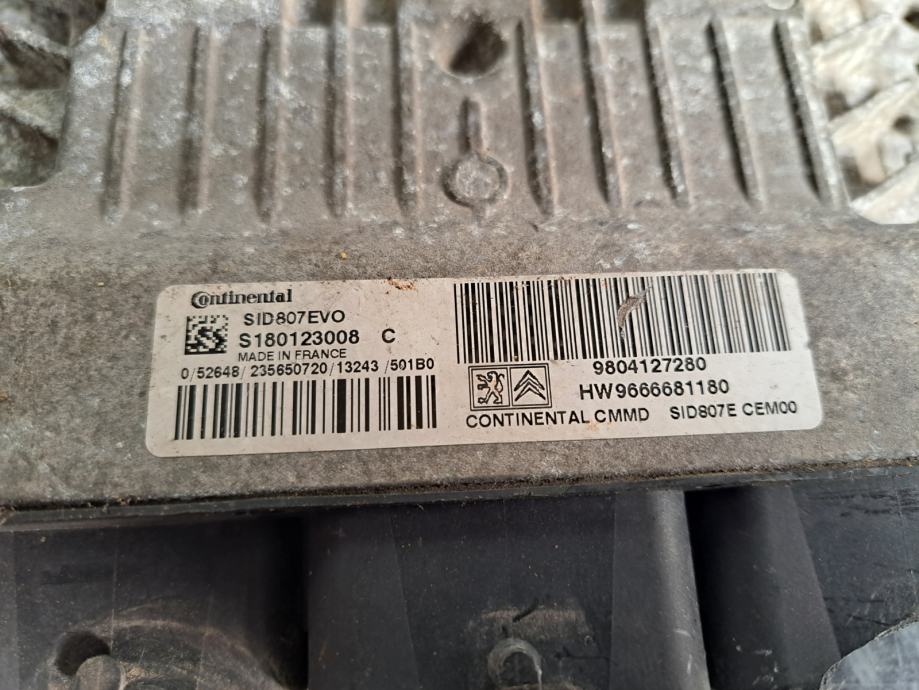 Continental
SID807EVO
S180123008 C
MADE IN FRANCE
0/52648/235650720/13243/501B0
9804127280
HW9666681180
CONTINENTAL CMMD SID807E CEM00